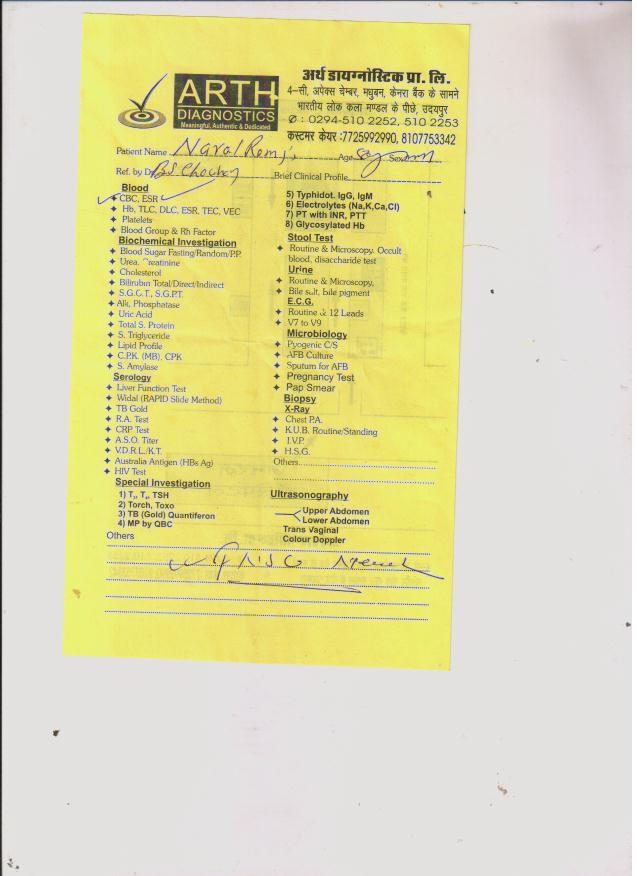 अर्थ डायग्नोस्टिक प्रा. लि.
ARTH
DIAGNOSTICS
Meaningful, Authentic & Dedicated
4–सी, अपेक्स चेम्बर, मधुबन, केनरा बैंक के सामने
भारतीय लोक कला मण्डल के पीछे, उदयपुर
✆ : 0294-510 2252, 510 2253
कस्टमर केयर :7725992990, 8107753342
Patient Name Naval Ram ji Age Sex
Ref. by Dr. B.S. Brief Clinical Profile
Blood
CBC, ESR
Hb, TLC, DLC, ESR, TEC, VEC
Platelets
Blood Group & Rh Factor
Biochemical Investigation
Blood Sugar Fasting/Random/P.P.
Urea, Creatinine
Cholesterol
Bilirubin Total/Direct/Indirect
S.G.O.T., S.G.P.T.
Alk, Phosphatase
Uric Acid
Total S. Protein
S. Triglyceride
Lipid Profile
C.P.K. (MB), CPK
S. Amylase
Serology
Liver Function Test
Widal (RAPID Slide Method)
TB Gold
R.A. Test
CRP Test
A.S.O. Titer
V.D.R.L./K.T.
Australia Antigen (HBs Ag)
HIV Test
Special Investigation
1) T₃, T₄, TSH
2) Torch, Toxo
3) TB (Gold) Quantiferon
4) MP by QBC
5) Typhidot. IgG, IgM
6) Electrolytes (Na,K,Ca,Cl)
7) PT with INR, PTT
8) Glycosylated Hb
Stool Test
Routine & Microscopy, Occult
blood, disaccharide test
Urine
Routine & Microscopy,
Bile salt, bile pigment
E.C.G.
Routine & 12 Leads
V7 to V9
Microbiology
Pyogenic C/S
AFB Culture
Sputum for AFB
Pregnancy Test
Pap Smear
Biopsy
X-Ray
Chest P.A.
K.U.B. Routine/Standing
I.V.P.
H.S.G.
Others
Ultrasonography
Upper Abdomen
Lower Abdomen
Trans Vaginal
Colour Doppler
Others